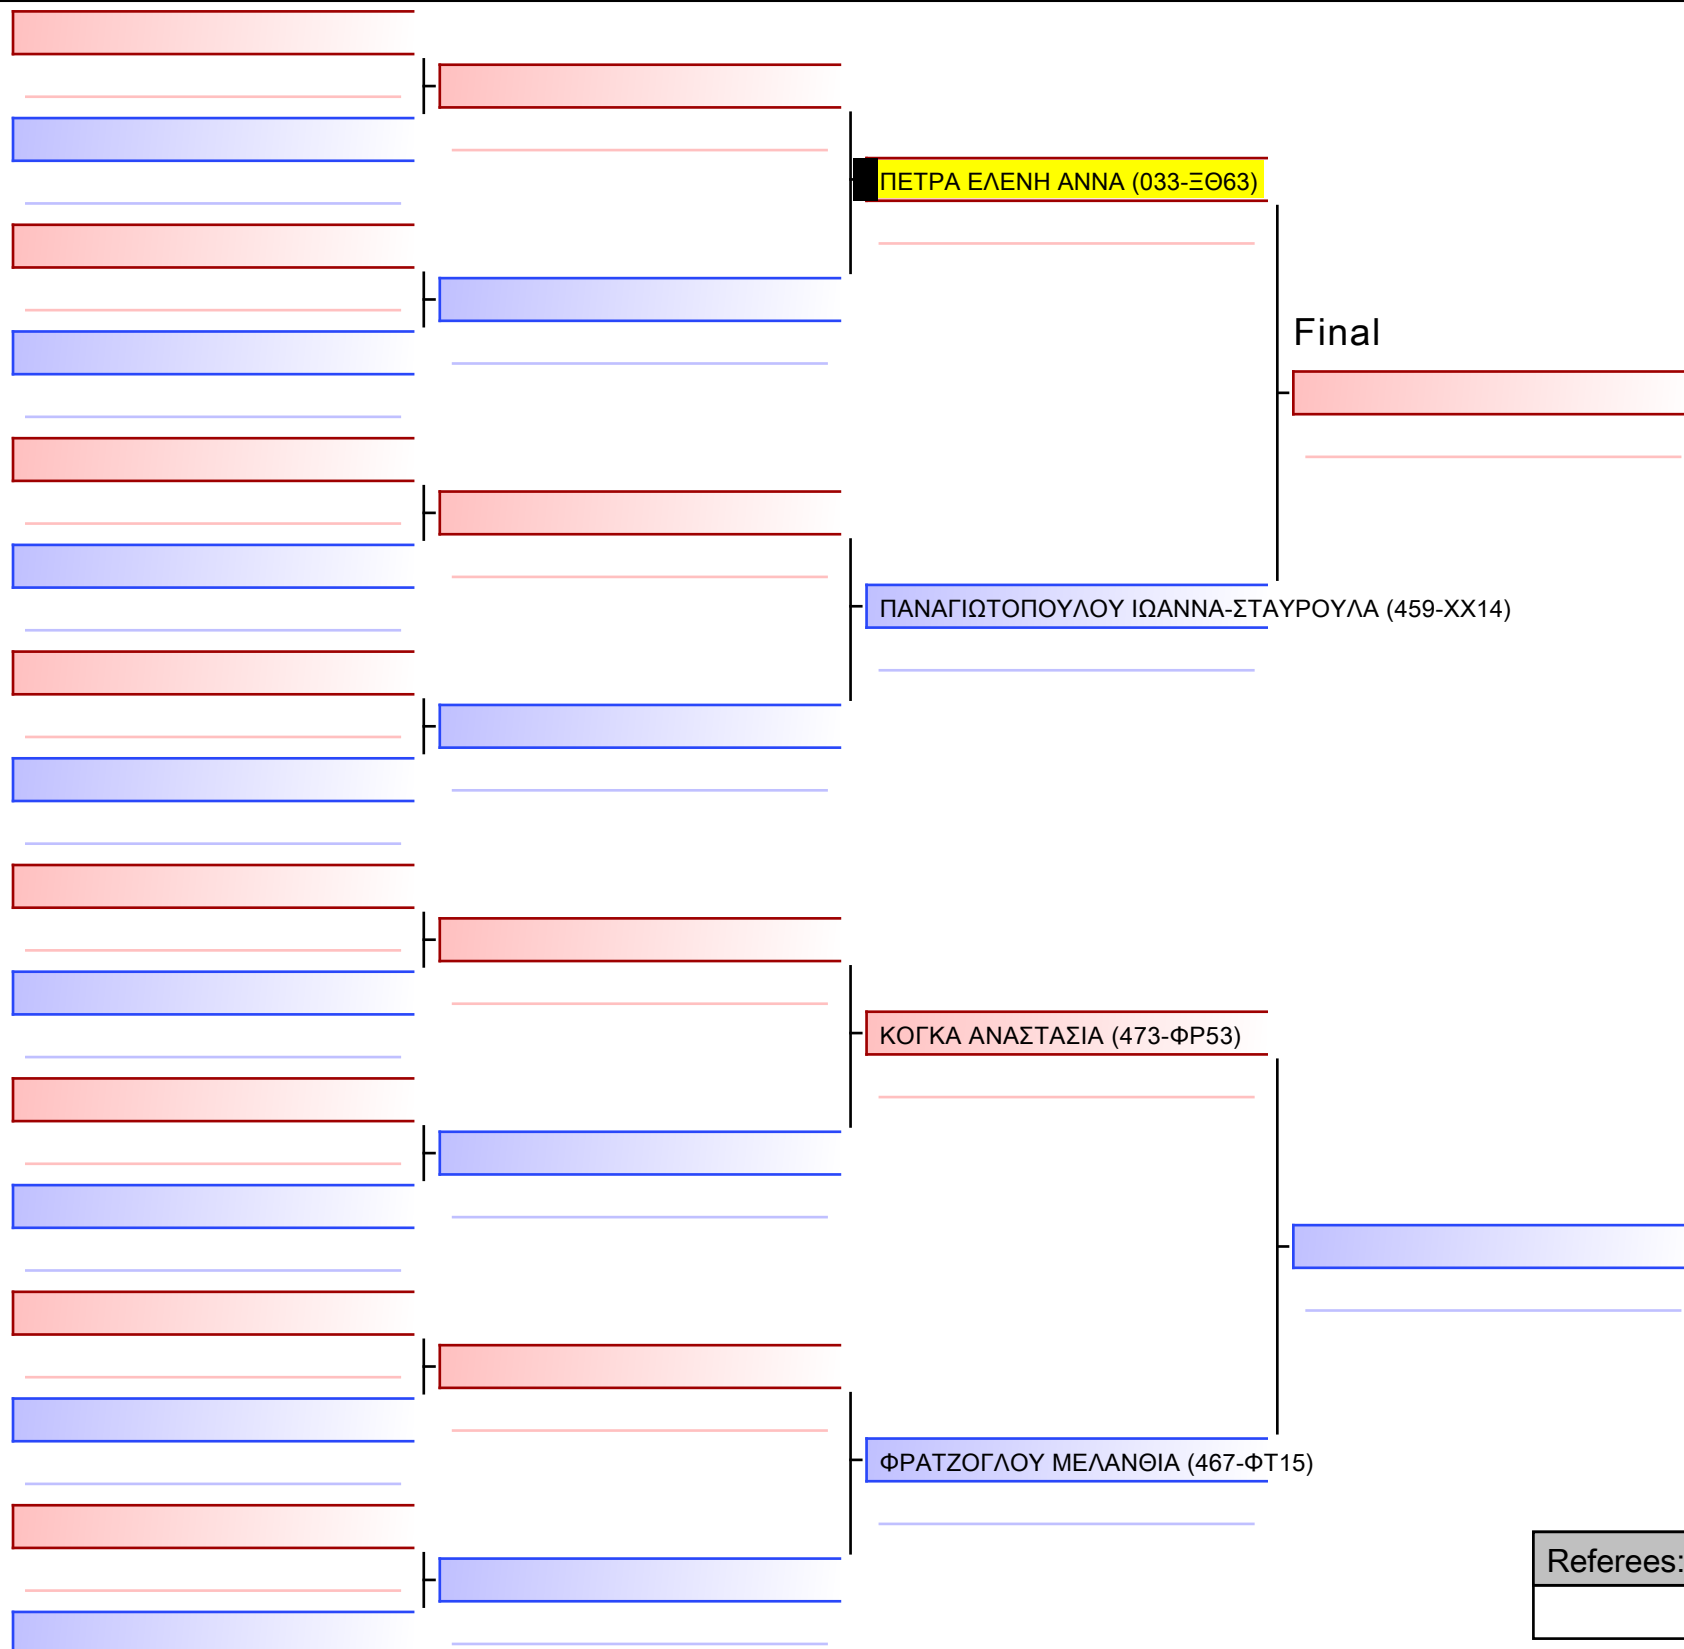 ΠΕΤΡΑ ΕΛΕΝΗ ΑΝΝΑ (033-ΞΘ63)
Final
ΠΑΝΑΓΙΩΤΟΠΟΥΛΟΥ ΙΩΑΝΝΑ-ΣΤΑΥΡΟΥΛΑ (459-ΧΧ14)
ΚΟΓΚΑ ΑΝΑΣΤΑΣΙΑ (473-ΦΡ53)
ΦΡΑΤΖΟΓΛΟΥ ΜΕΛΑΝΘΙΑ (467-ΦΤ15)
Referees: